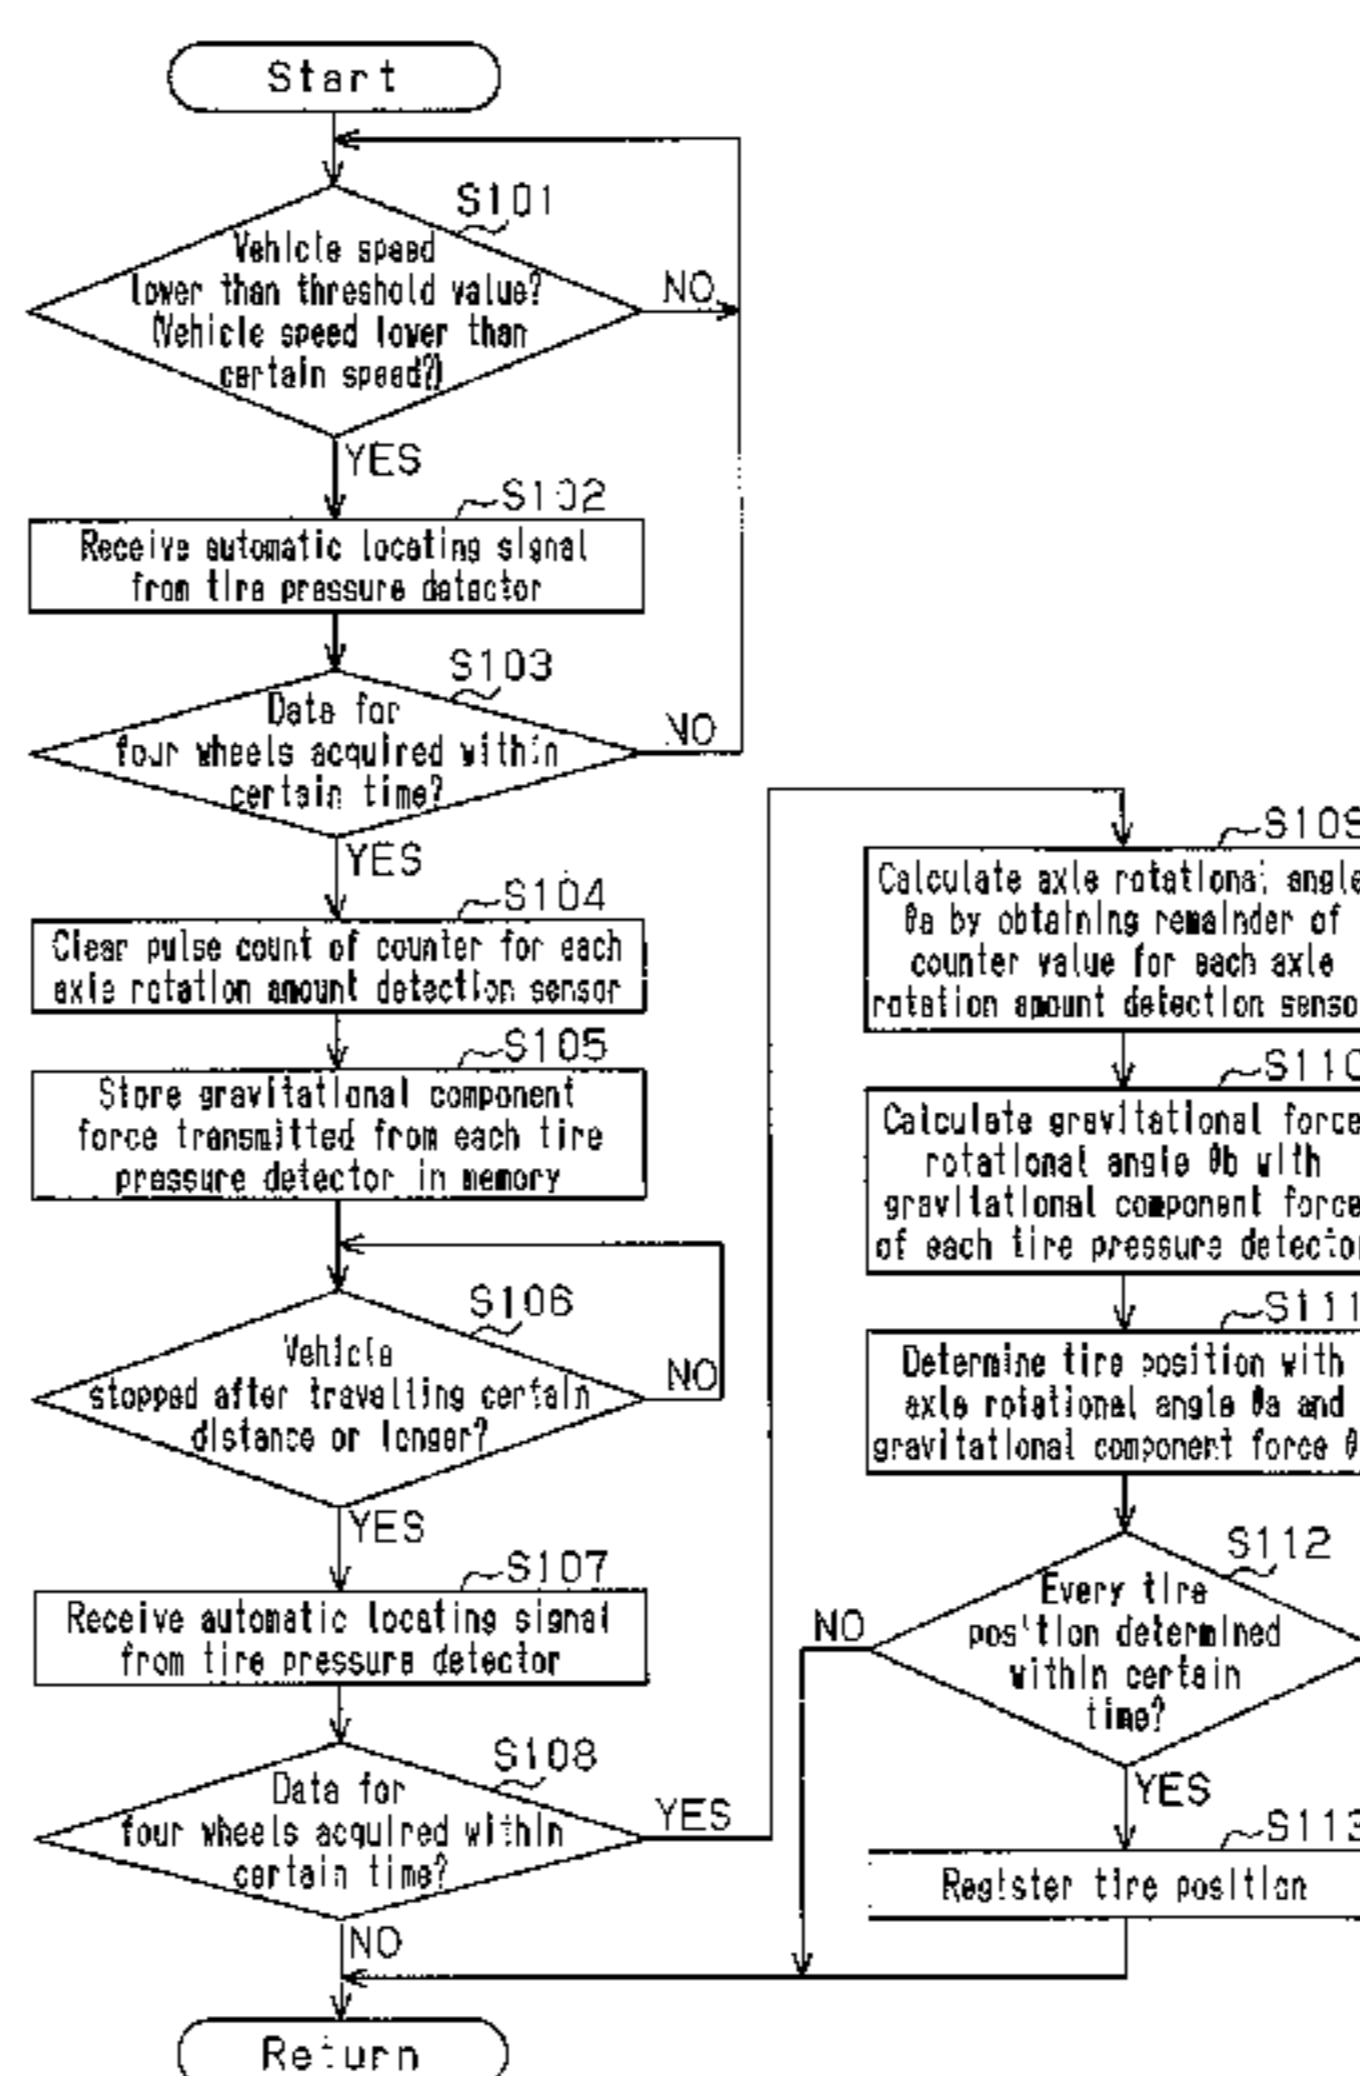 Start
S101
Vehicle speed
lower than threshold value?
(Vehicle speed lower than
certain speed?)
NO
YES
S102
Receive automatic locating signal
from tire pressure detector
S103
Data for
four wheels acquired within
certain time?
NO
YES
S104
Clear pulse count of counter for each
axle rotation amount detection sensor
S105
Store gravitational component
force transmitted from each tire
pressure detector in memory
S106
Vehicle
stopped after travelling certain
distance or longer?
NO
YES
S107
Receive automatic locating signal
from tire pressure detector
S108
Data for
four wheels acquired within
certain time?
YES
NO
Return
S109
Calculate axle rotational angle
θa by obtaining remainder of
counter value for each axle
rotation amount detection senso
S110
Calculate gravitational force
rotational angle θb with
gravitational component force
of each tire pressure detector
S111
Determine tire position with
axle rotational angle θa and
gravitational component force θ
S112
Every tire
position determined
within certain
time?
NO
YES
S113
Register tire position